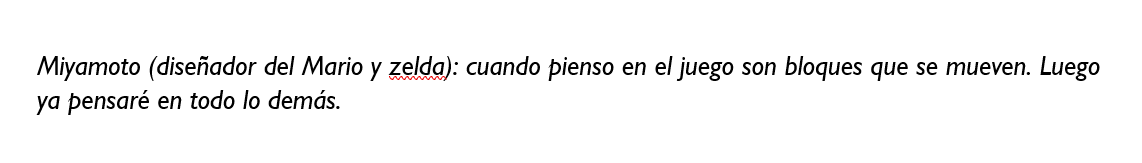 Miyamoto (diseñador del Mario y zelda): cuando pienso en el juego son bloques que se mueven. Luego
ya pensaré en todo lo demás.